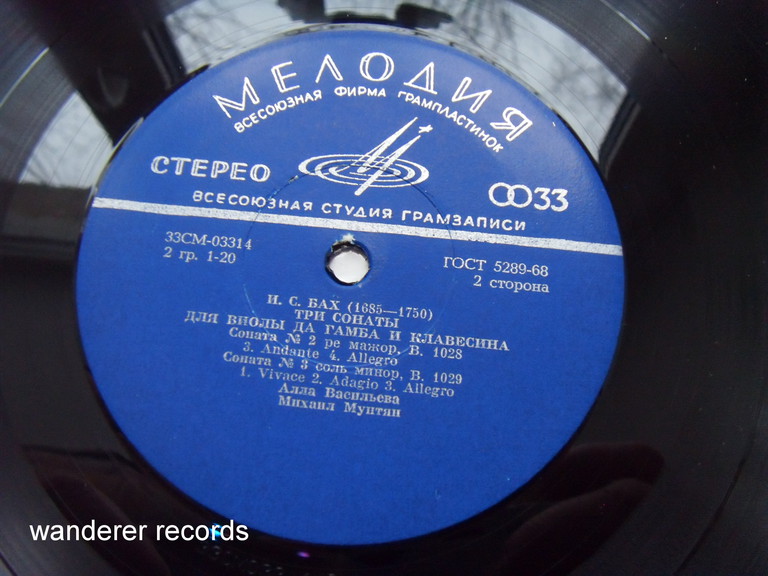 МЕЛОДИЯ
ВСЕСОЮЗНАЯ ФИРМА ГРАМПЛАСТИНОК
СТЕРЕО
33
ВСЕСОЮЗНАЯ СТУДИЯ ГРАМЗАПИСИ
33СМ-03314
2 гр. 1-20
ГОСТ 5289-68
2 сторона
И. С. БАХ (1685—1750)
ТРИ СОНАТЫ
ДЛЯ ВИОЛЫ ДА ГАМБА И КЛАВЕСИНА
Соната № 2 ре мажор, В. 1028
3. Andante 4. Allegro
Соната № 3 соль минор, В. 1029
1. Vivace 2. Adagio 3. Allegro
Алла Васильева
Михаил Мунтян
wanderer records